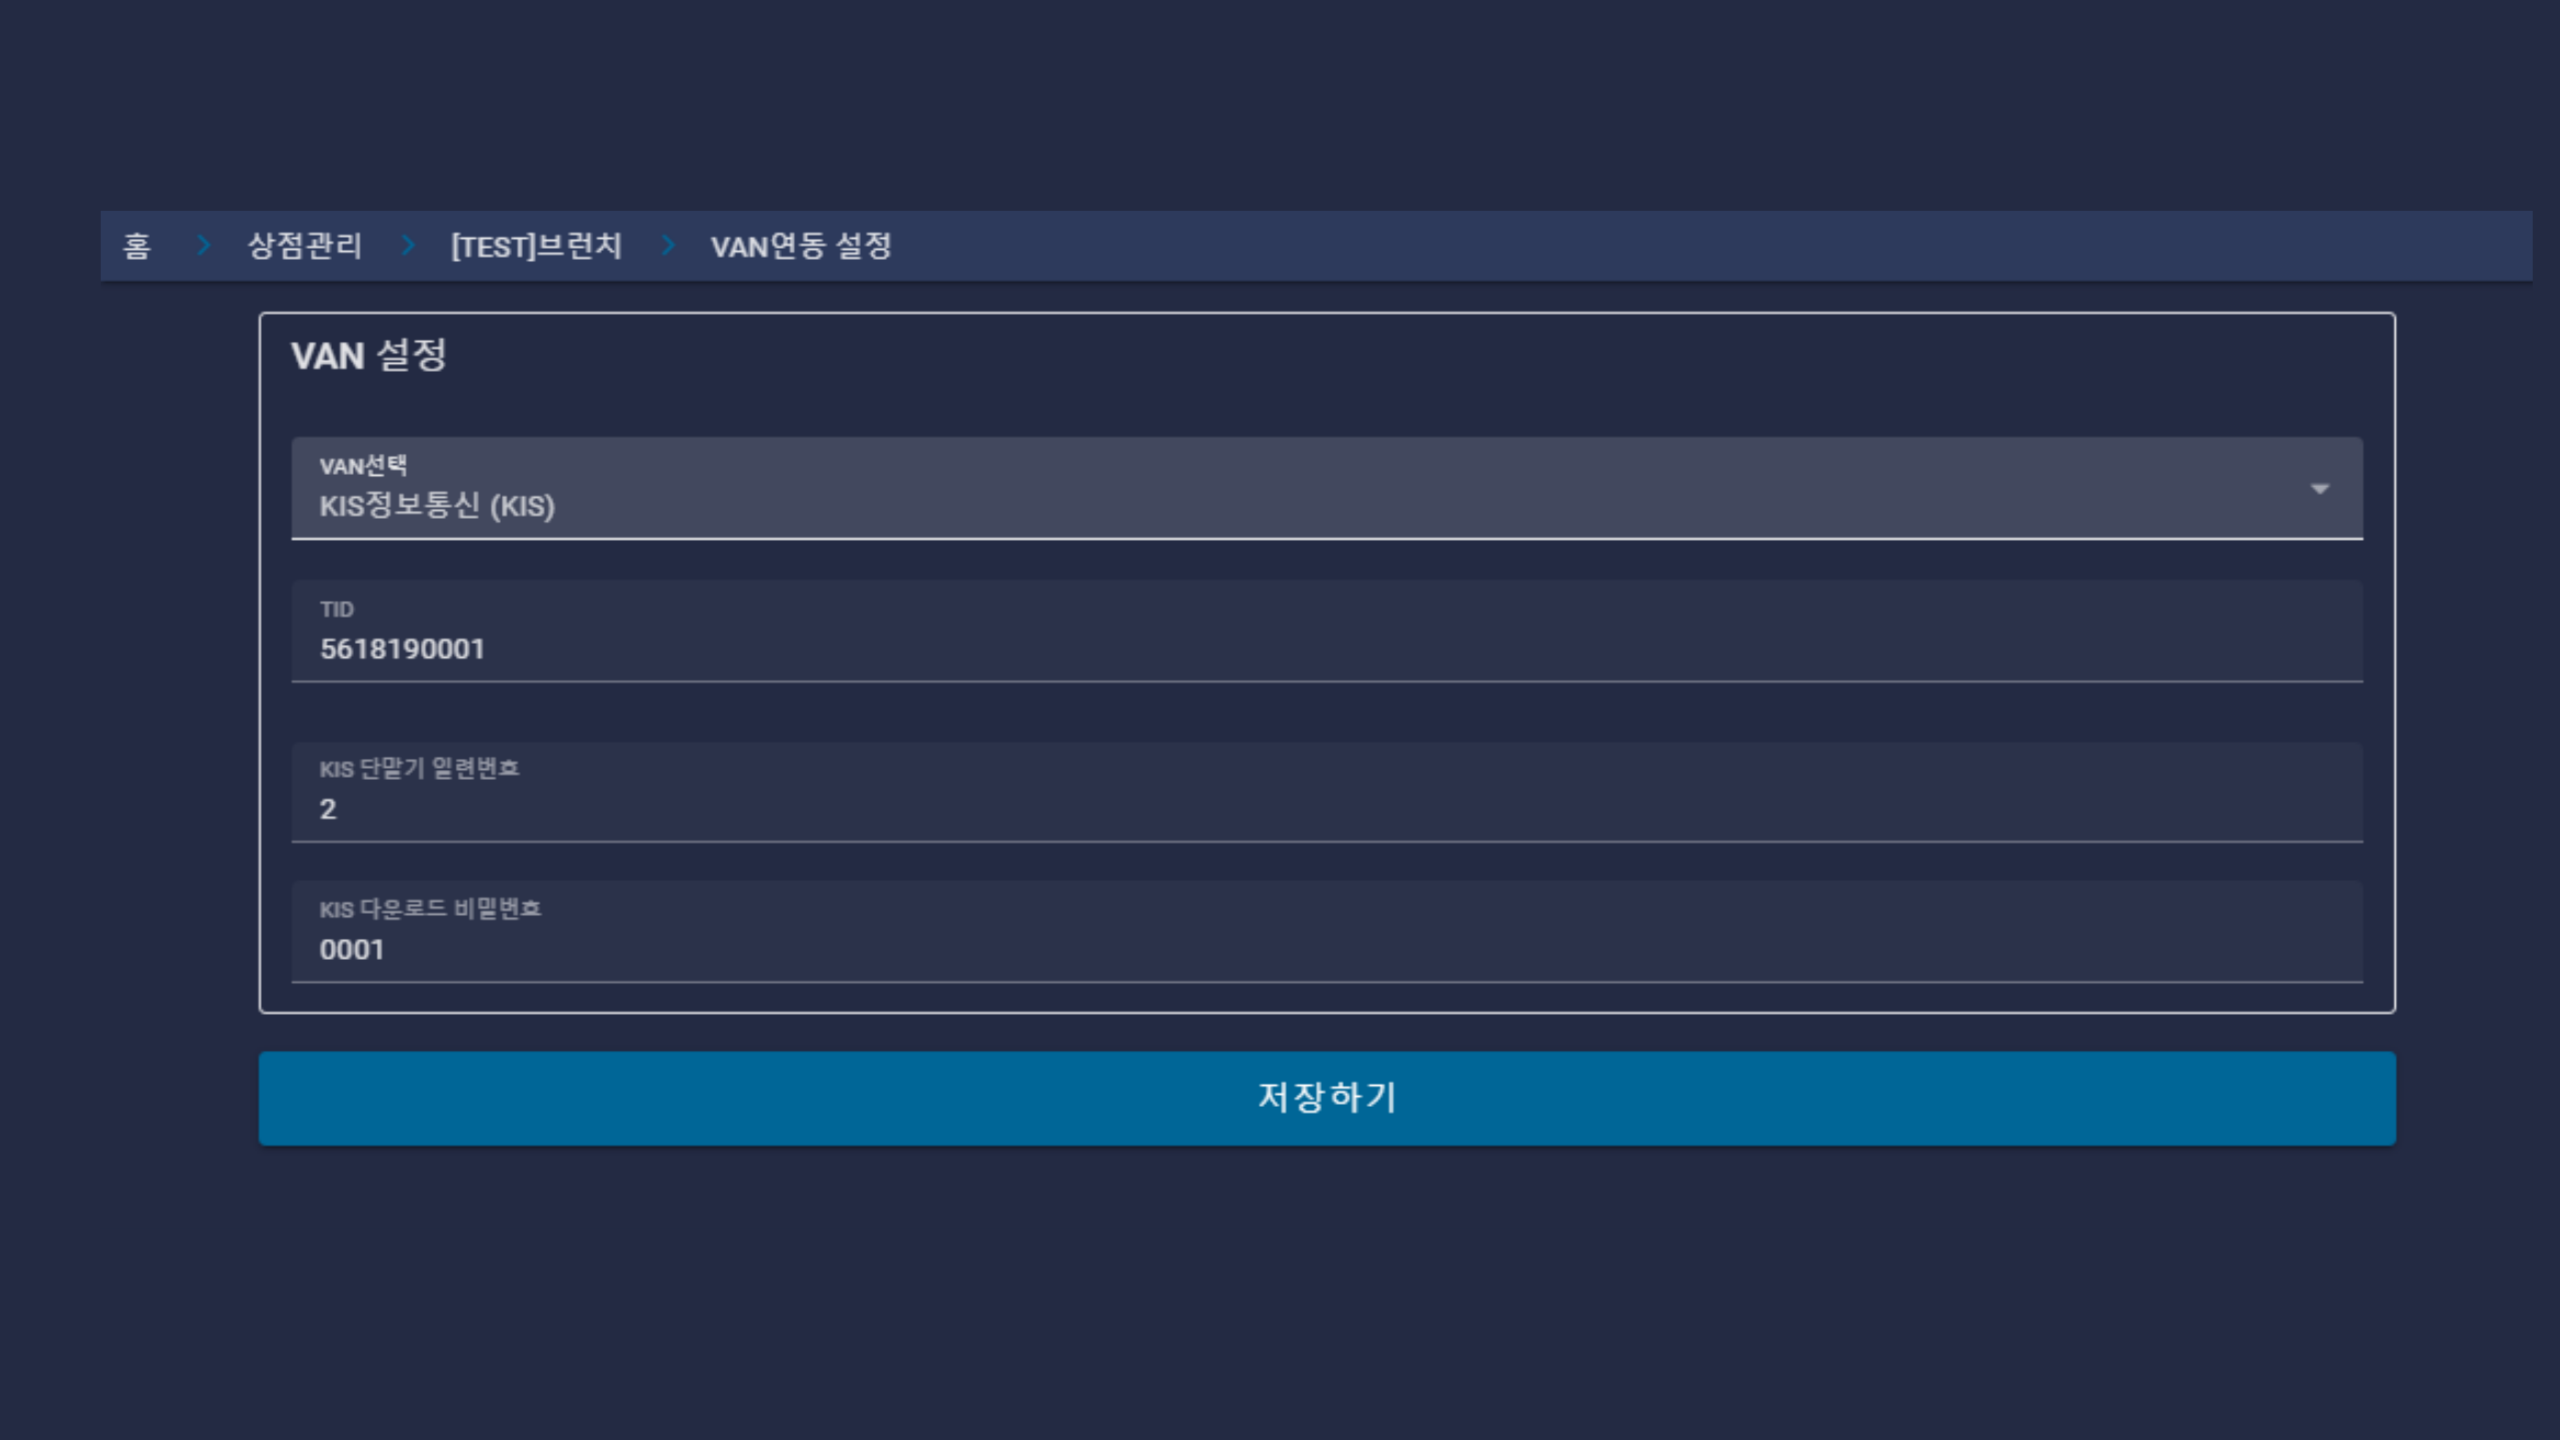 홈 > 상점관리 > [TEST]브런치 > VAN연동 설정
VAN 설정
VAN선택
KIS정보통신 (KIS)
TID
5618190001
KIS 단말기 일련번호
2
KIS 다운로드 비밀번호
0001
저장하기